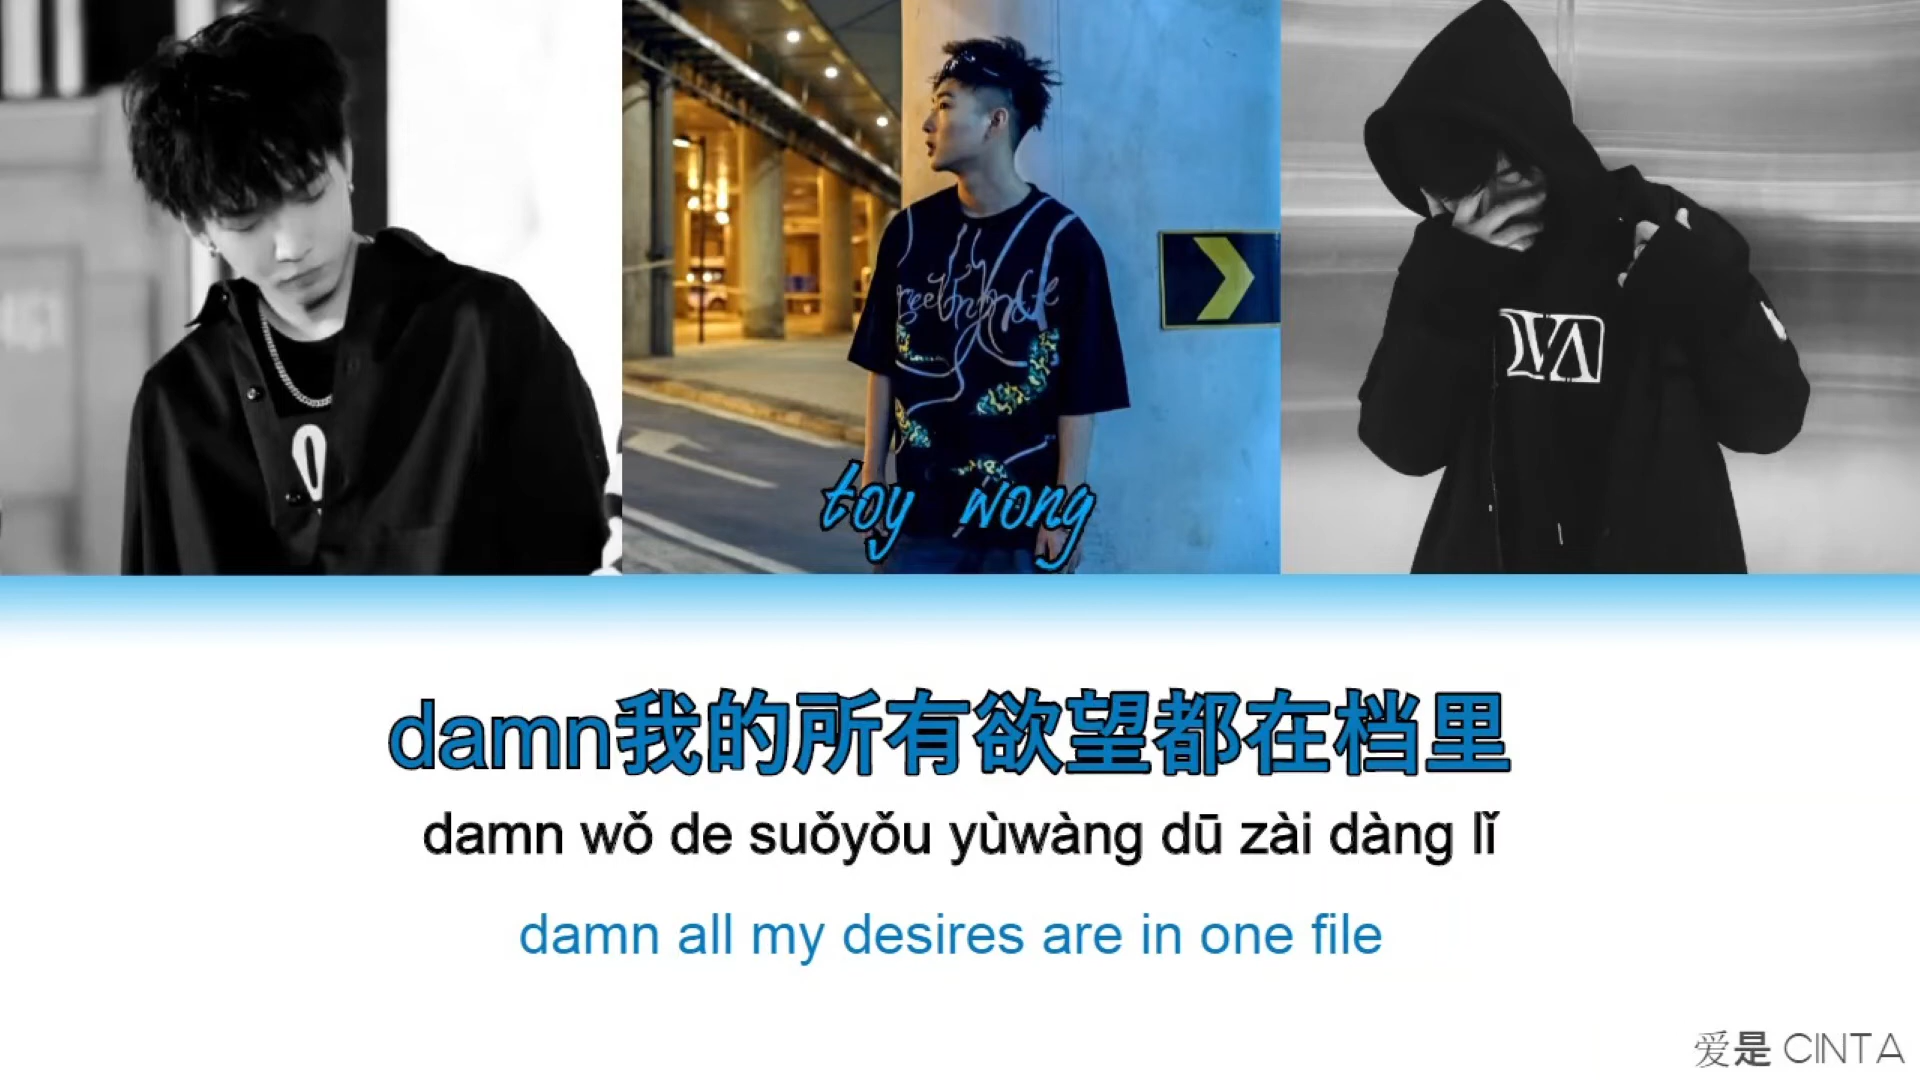 toy wong
damn我的所有欲望都在档里
damn wǒ de suǒyǒu yùwàng dū zài dàng lǐ
damn all my desires are in one file
爱是 CINTA